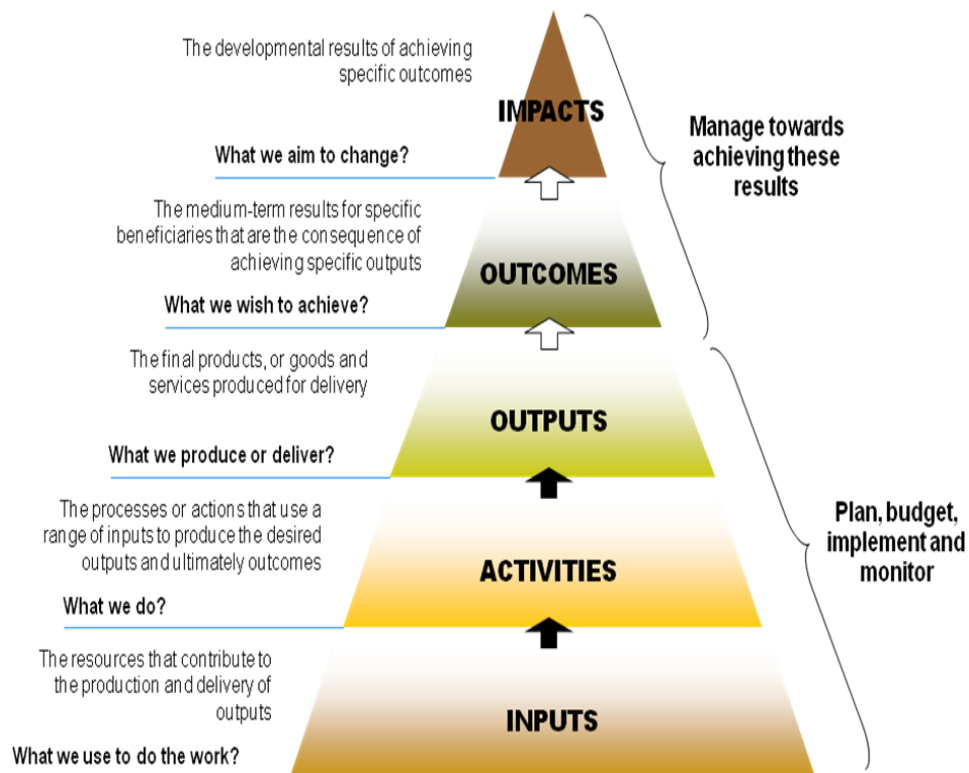 The developmental results of achieving
specific outcomes
IMPACTS
What we aim to change?
Manage towards
achieving these
results
The medium-term results for specific
beneficiaries that are the consequence of
achieving specific outputs
OUTCOMES
What we wish to achieve?
The final products, or goods and
services produced for delivery
OUTPUTS
What we produce or deliver?
The processes or actions that use a
range of inputs to produce the desired
outputs and ultimately outcomes
ACTIVITIES
What we do?
Plan, budget,
implement and
monitor
The resources that contribute to
the production and delivery of
outputs
INPUTS
What we use to do the work?